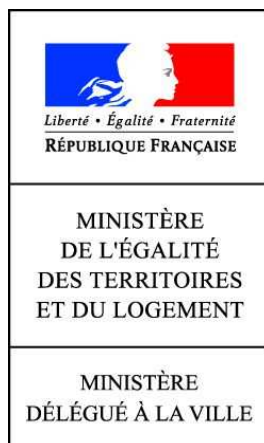 Liberté • Égalité • Fraternité
RÉPUBLIQUE FRANÇAISE
MINISTÈRE
DE L'ÉGALITÉ
DES TERRITOIRES
ET DU LOGEMENT
MINISTÈRE
DÉLÉGUÉ À LA VILLE